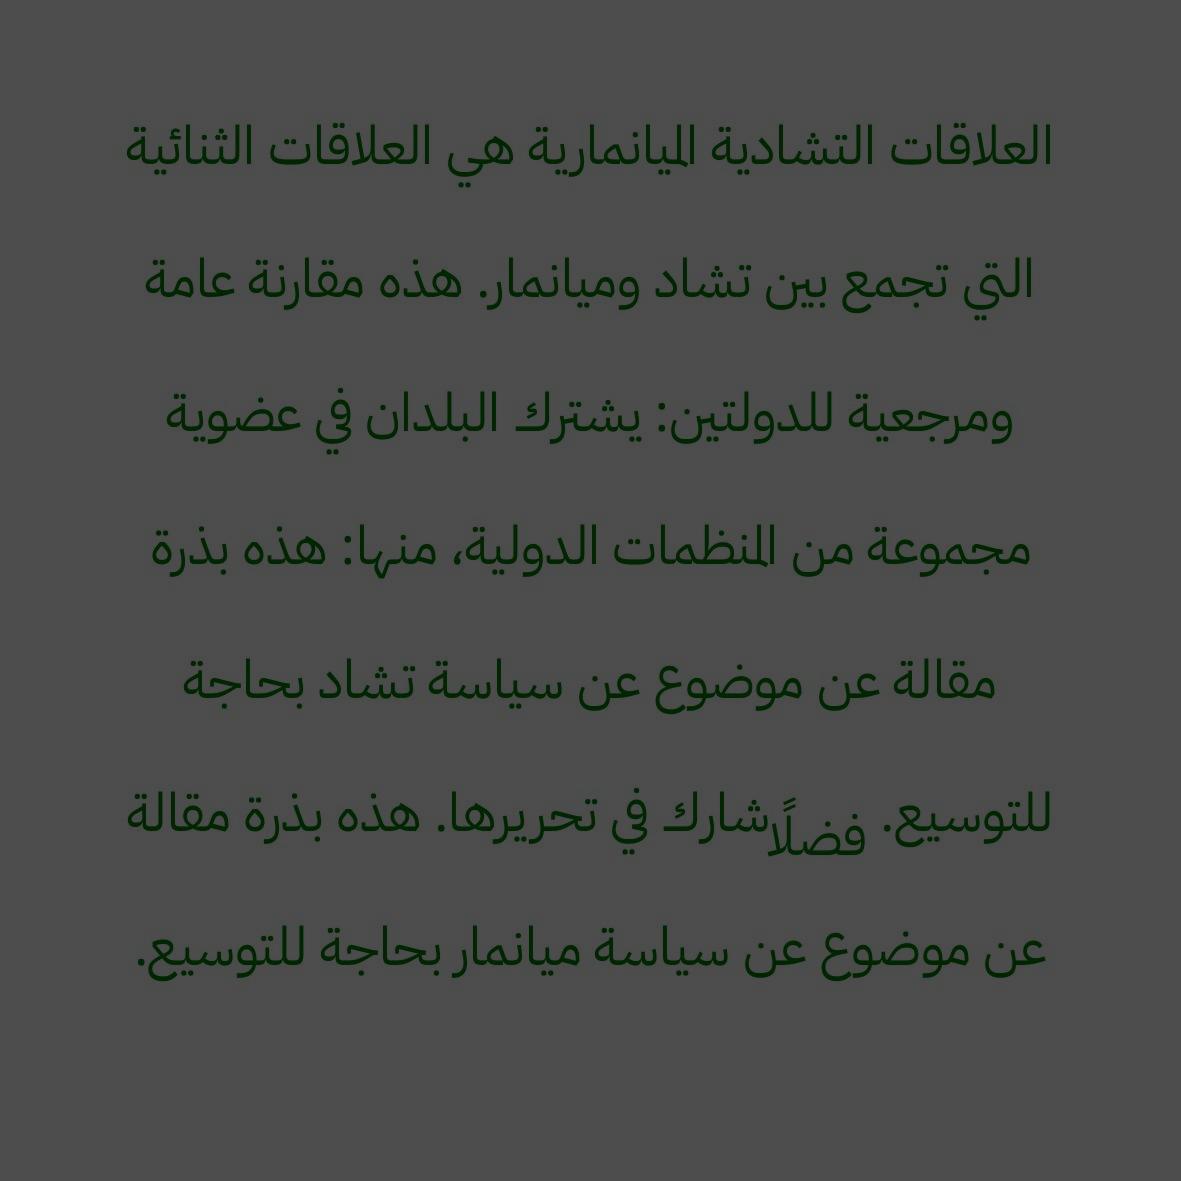 العلاقات التشادية الميانمارية هي العلاقات الثنائية
التي تجمع بين تشاد وميانمار. هذه مقارنة عامة
ومرجعية للدولتين: يشترك البلدان في عضوية
مجموعة من المنظمات الدولية، منها: هذه بذرة
مقالة عن موضوع عن سياسة تشاد بحاجة
للتوسيع. فضلًا شارك في تحريرها. هذه بذرة مقالة
عن موضوع عن سياسة ميانمار بحاجة للتوسيع.